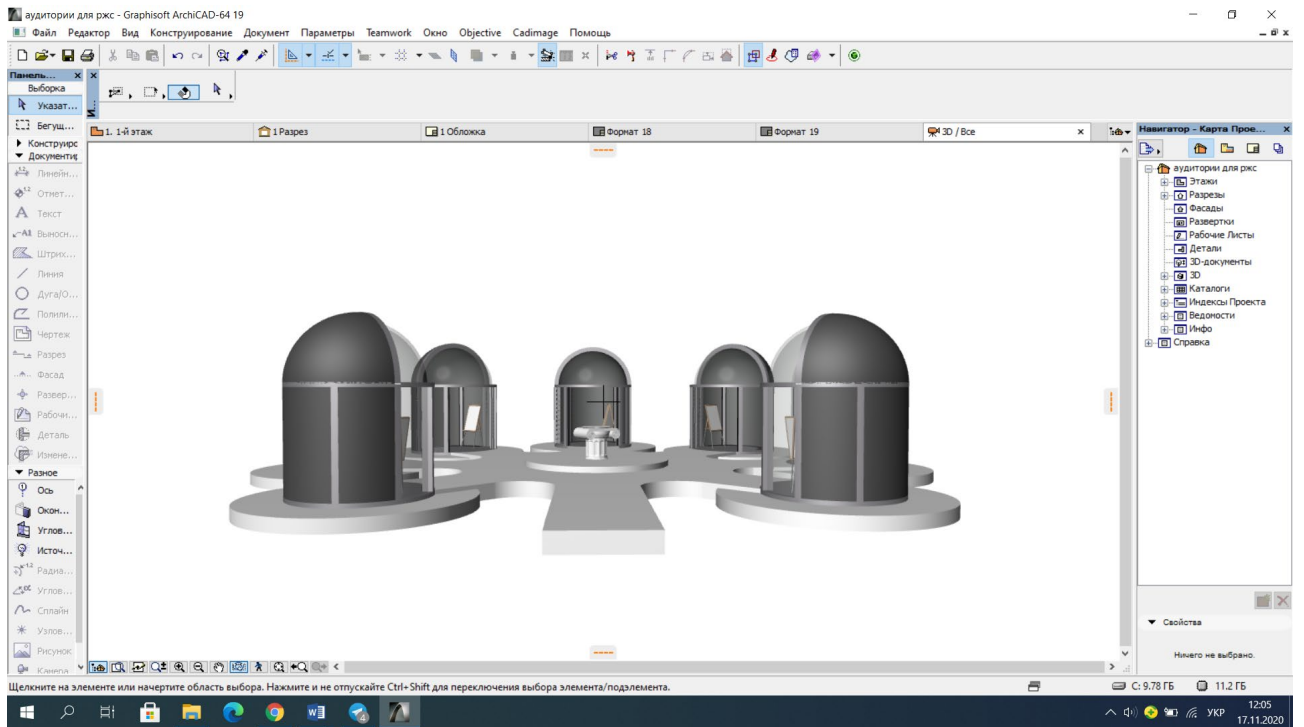 аудитории для ржс - Graphisoft ArchiCAD-64 19
Файл Редактор Вид Конструирование Документ Параметры Teamwork Окно Objective Cadimage Помощь
Панель...
Выборка
Указат...
Бегущ...
Конструирс
Документир
Линейн...
Отмет...
Текст
Выносн...
Штрих...
Линия
Дуга/О...
Полили...
Чертеж
Разрез
Фасад
Развер...
Рабочи...
Деталь
Измене...
Разное
Ось
Окон...
Углов...
Источ...
Радиа...
Углов...
Сплайн
Узлов...
Рисунок
Камера
1. 1-й этаж
1 Разрез
1 Обложка
Формат 18
Формат 19
3D / Все
Навигатор - Карта Прое...
аудитории для ржс
Этажи
Разрезы
Фасады
Развертки
Рабочие Листы
Детали
3D-документы
3D
Каталоги
Индексы Проекта
Ведомости
Инфо
Справка
Свойства
Ничего не выбрано.
Щелкните на элементе или начертите область выбора. Нажмите и не отпускайте Ctrl+Shift для переключения выбора элемента/подэлемента.
C: 9.78 ГБ
11.2 ГБ
УКР
12:05
17.11.2020